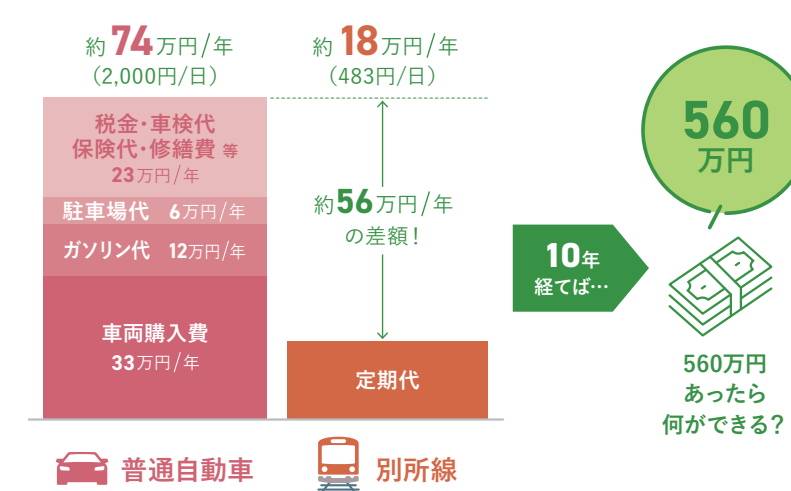 約74万円/年
（2,000円/日）
税金・車検代
保険代・修繕費 等
23万円/年
駐車場代 6万円/年
ガソリン代 12万円/年
車両購入費
33万円/年
普通自動車
約18万円/年
（483円/日）
約56万円/年
の差額！
定期代
別所線
10年
経てば…
560
万円
560万円
あったら
何ができる？